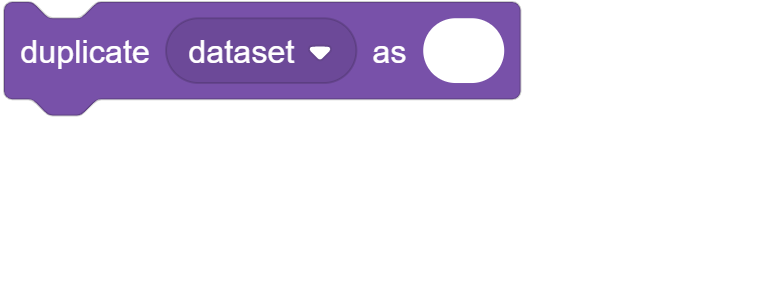 duplicate dataset as